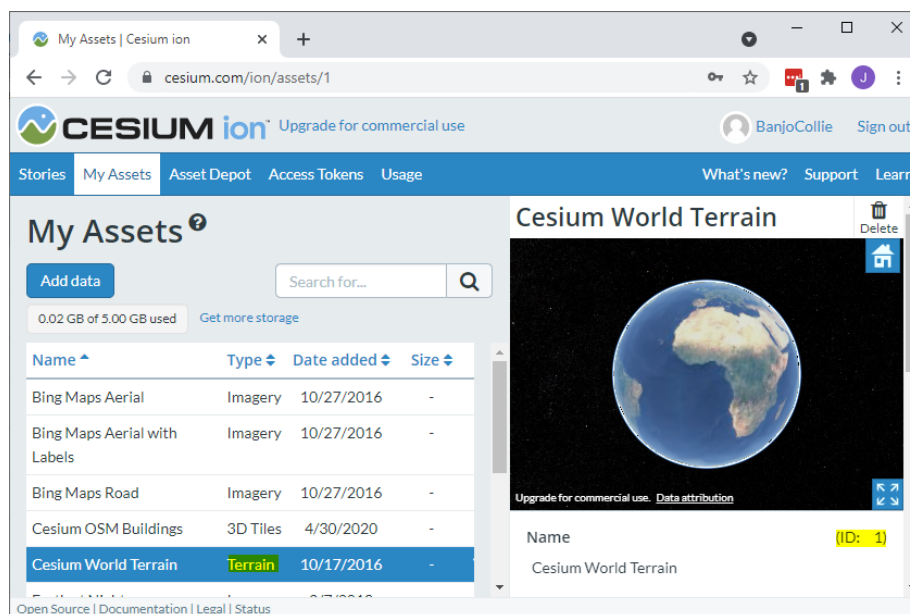 My Assets | Cesium ion
cesium.com/ion/assets/1
1
J
CESIUM ion
Upgrade for commercial use
BanjoCollie
Sign out
Stories My Assets Asset Depot Access Tokens Usage
What's new? Support Learn
My Assets ?
Add data
Search for...
0.02 GB of 5.00 GB used
Get more storage
Name Type Date added Size
Bing Maps Aerial Imagery 10/27/2016 -
Bing Maps Aerial with Imagery 10/27/2016 -
Labels
Bing Maps Road Imagery 10/27/2016 -
Cesium OSM Buildings 3D Tiles 4/30/2020 -
Cesium World Terrain Terrain 10/17/2016 -
Cesium World Terrain
Delete
Upgrade for commercial use. Data attribution
Name (ID: 1)
Cesium World Terrain
Open Source | Documentation | Legal | Status